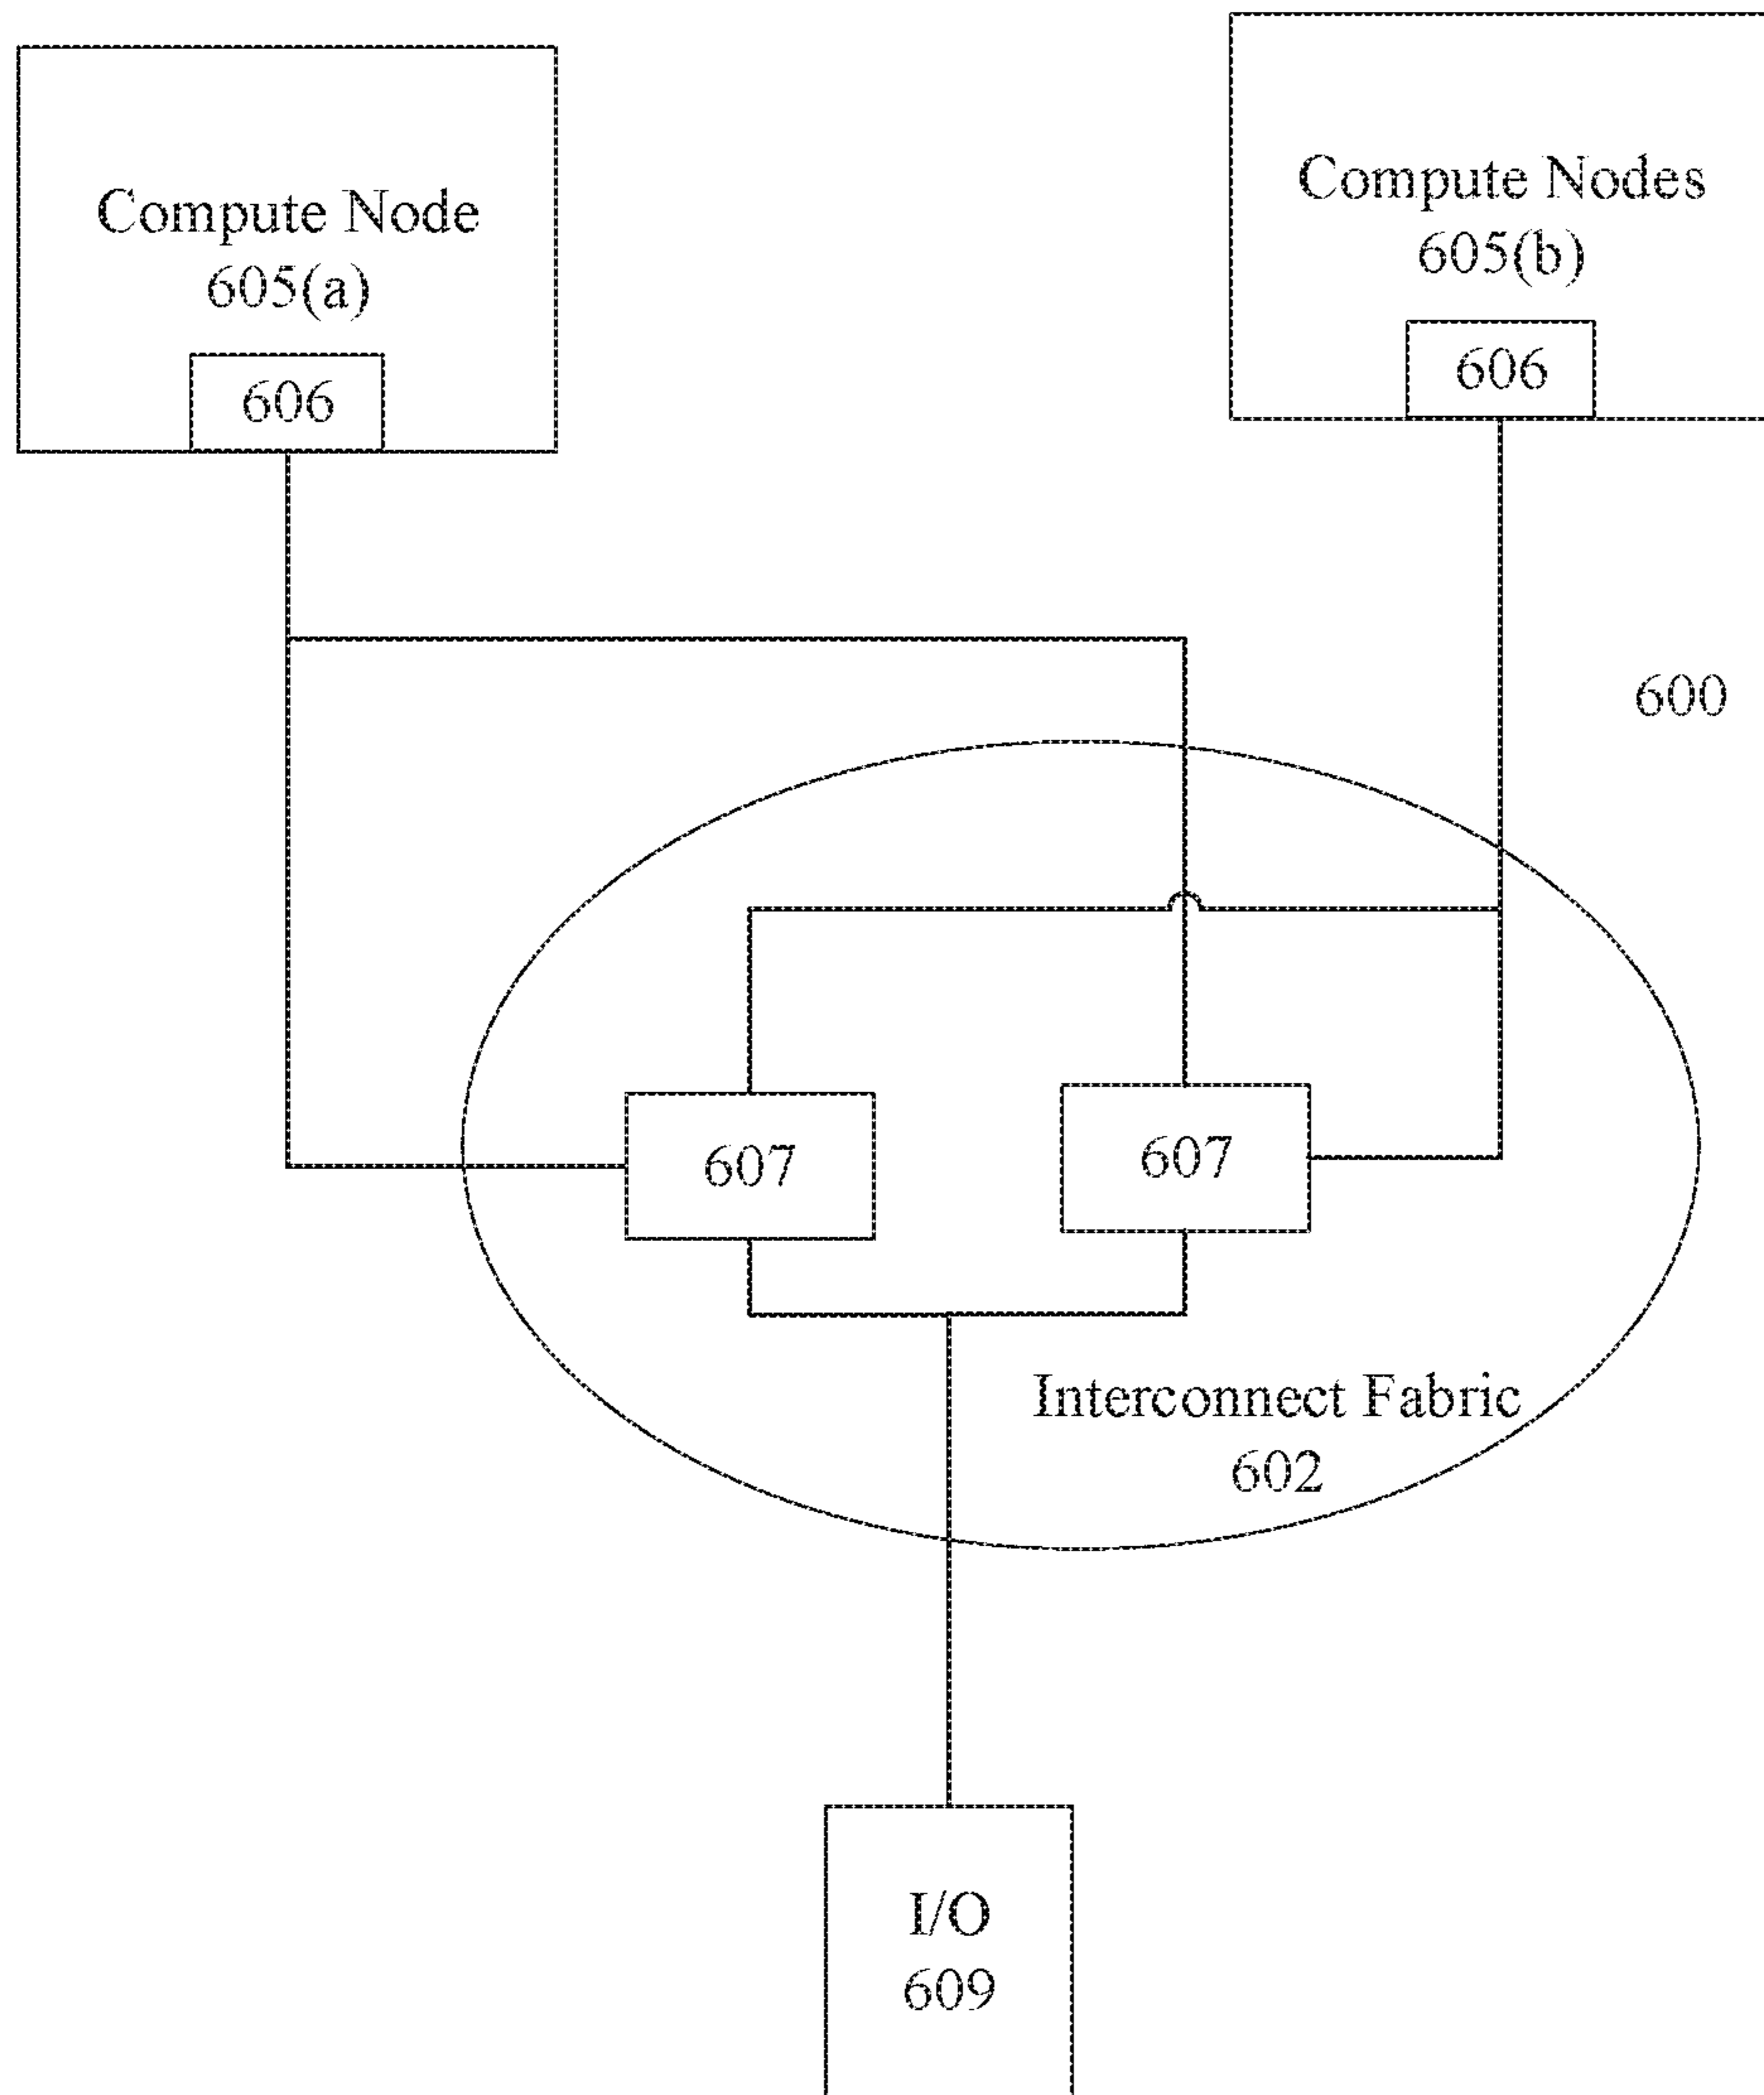 Compute Node
605(a)
606
Compute Nodes
605(b)
606
600
607
607
Interconnect Fabric
602
I/O
609